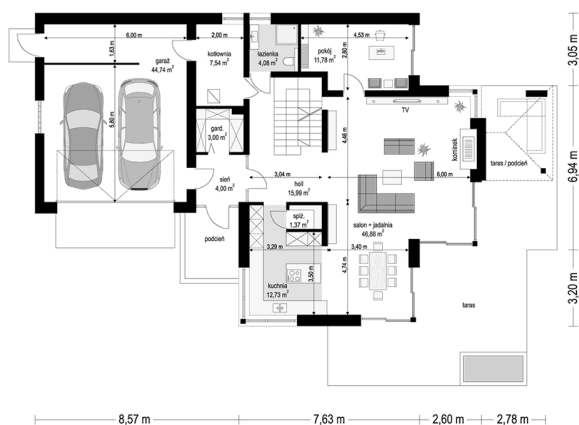 6,00 m
2,00 m
4,53 m
1,63 m
garaż
44,74 m²
kotłownia
7,54 m²
łazienka
4,08 m²
pokój
11,78 m²
2,60 m
3,05 m
5,80 m
gard.
3,00 m²
4,46 m
TV
kominek
taras / podcień
6,94 m
3,04 m
6,00 m
sień
4,00 m²
holl
15,99 m²
spiż.
1,37 m²
salon + jadalnia
46,88 m²
podcień
3,29 m
3,40 m
3,50 m
4,74 m
kuchnia
12,73 m²
taras
3,20 m
8,57 m
7,63 m
2,60 m
2,78 m